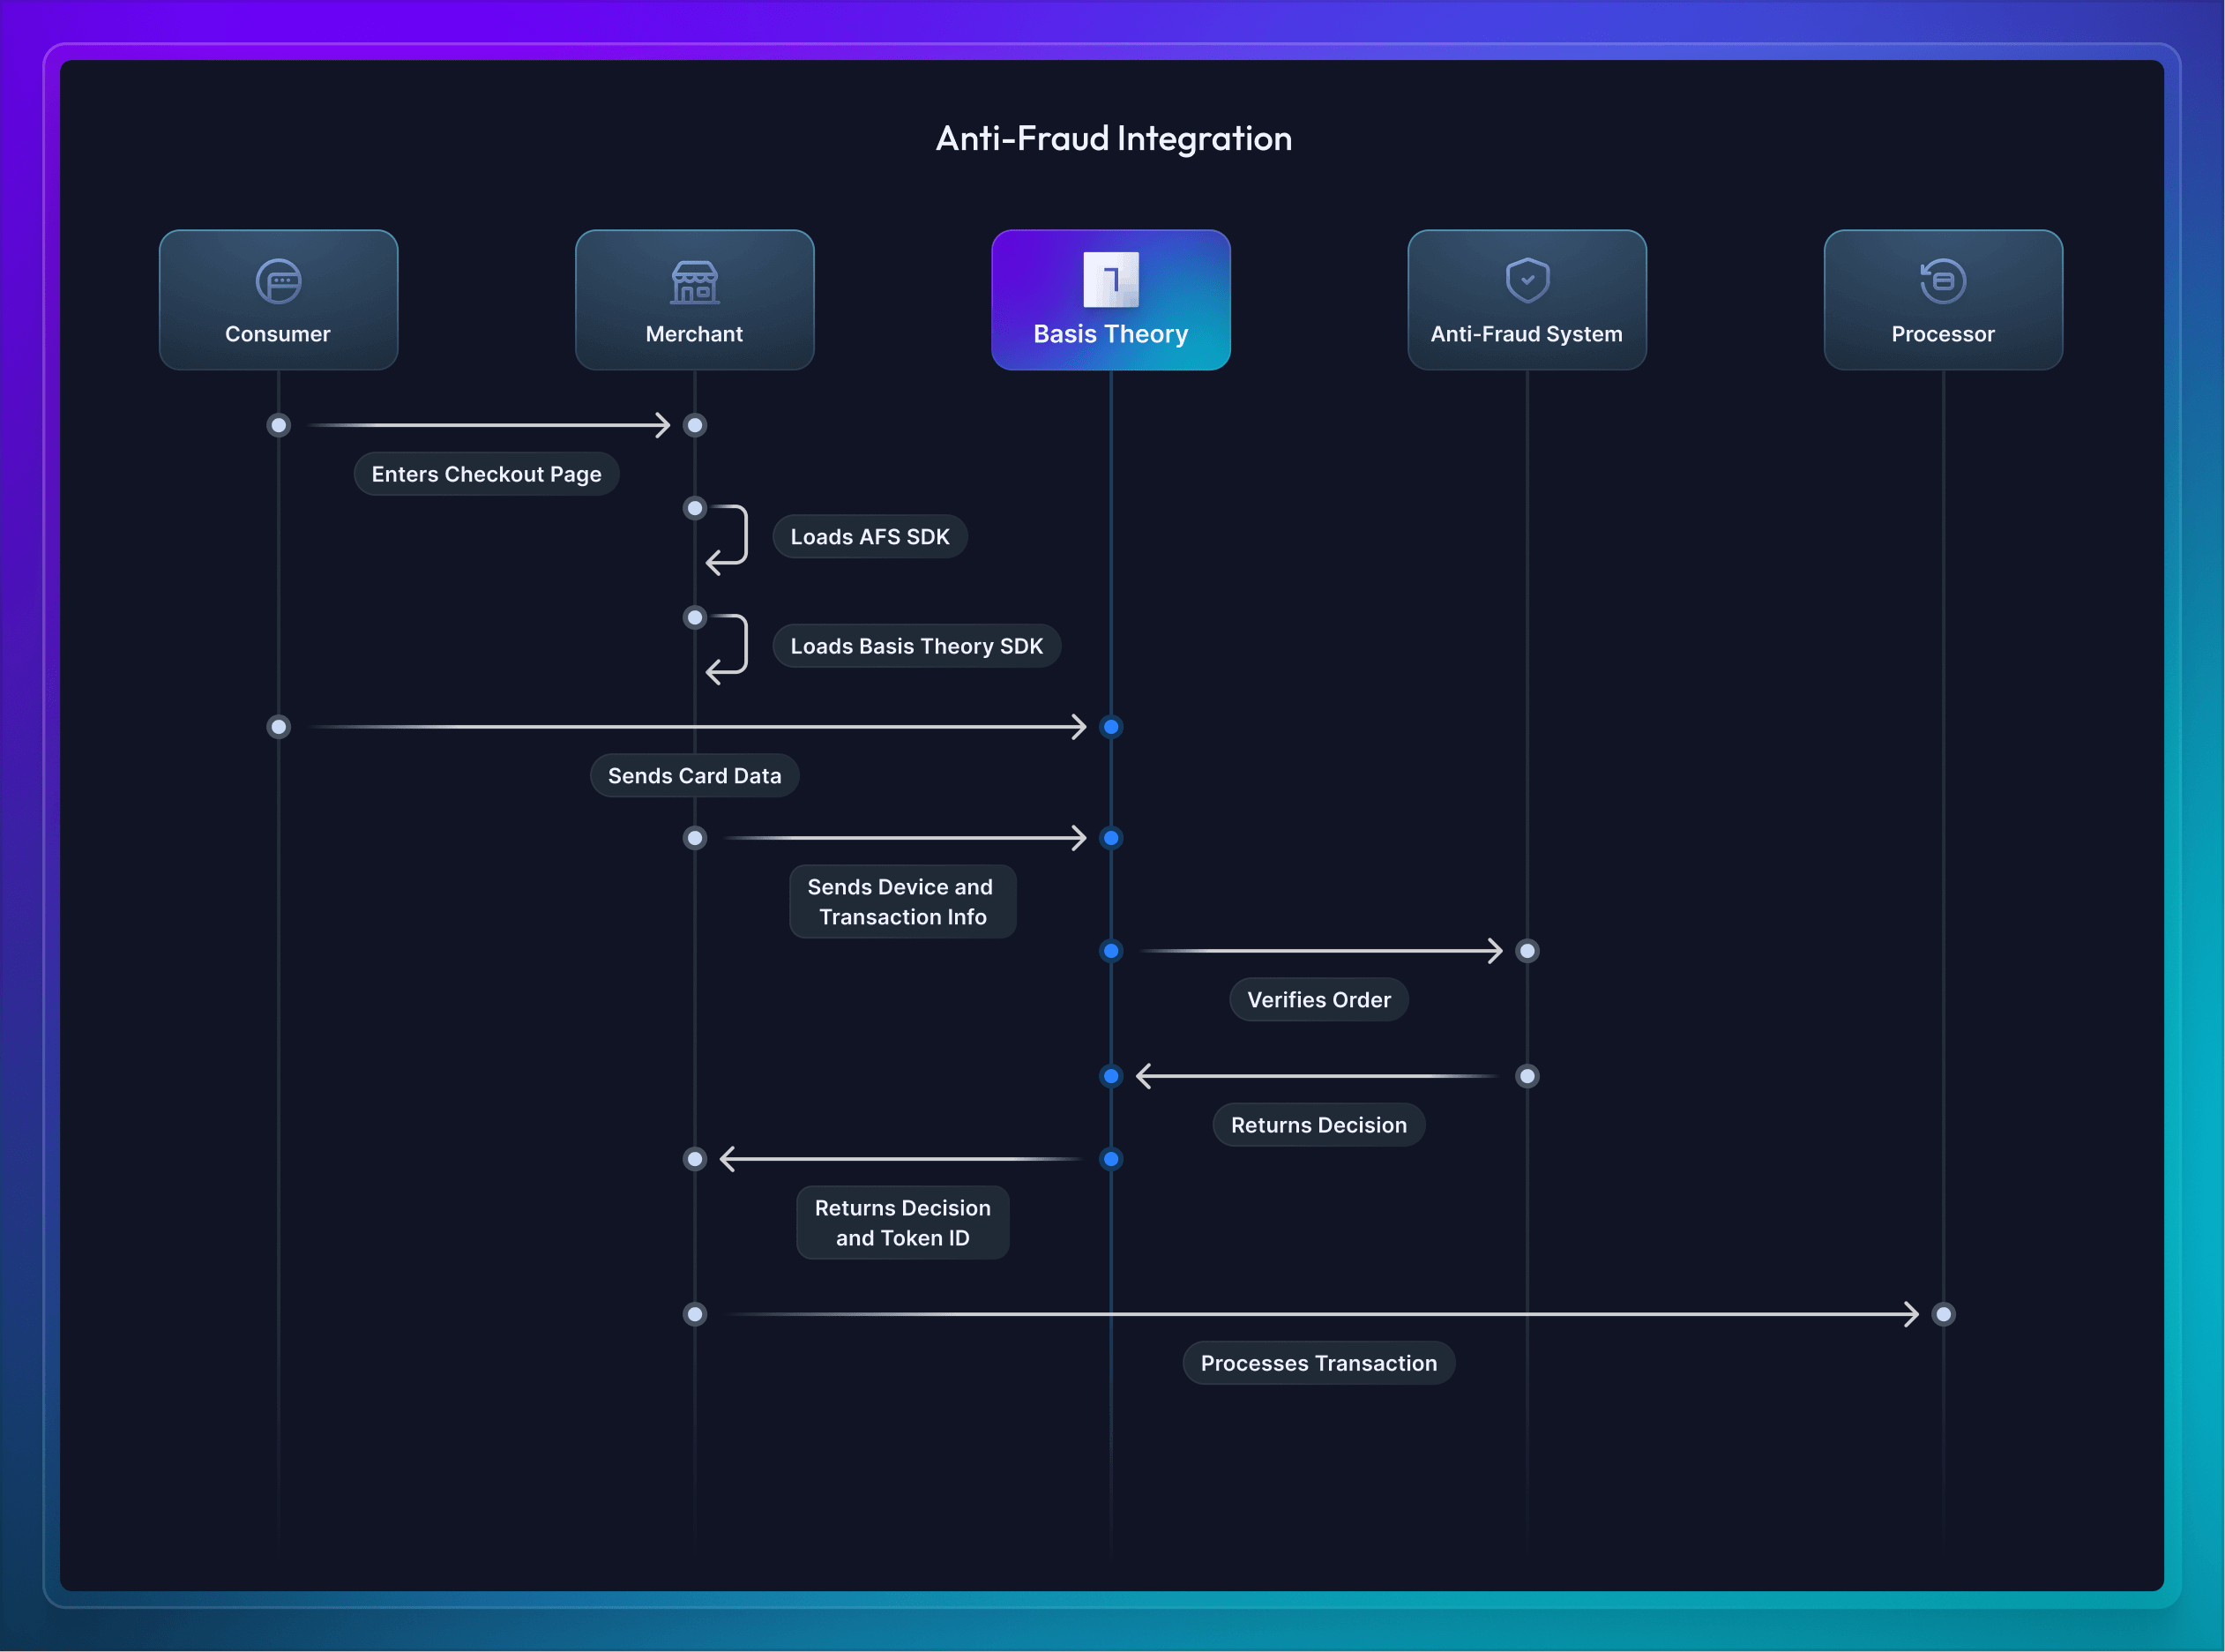 Anti-Fraud Integration
Consumer
Merchant
Basis Theory
Anti-Fraud System
Processor
Enters Checkout Page
Loads AFS SDK
Loads Basis Theory SDK
Sends Card Data
Sends Device and
Transaction Info
Verifies Order
Returns Decision
Returns Decision
and Token ID
Processes Transaction